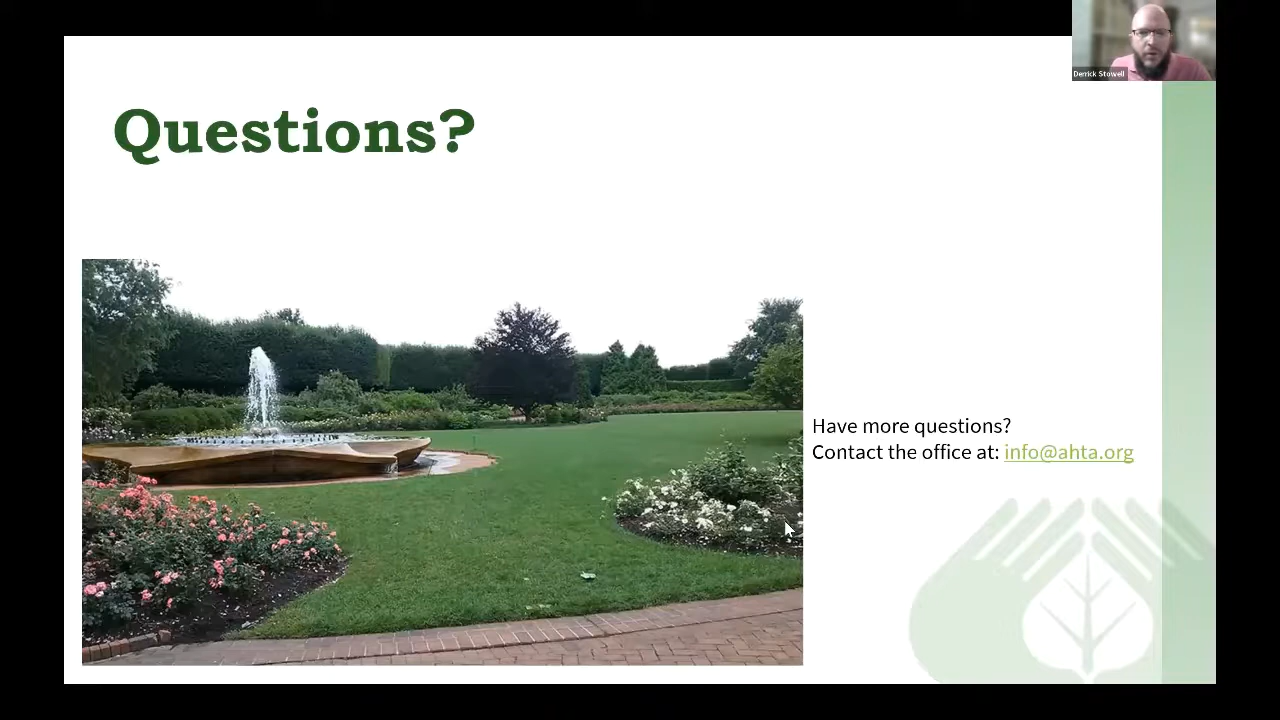 Derrick Stowell
Questions?
Have more questions?
Contact the office at: info@ahta.org